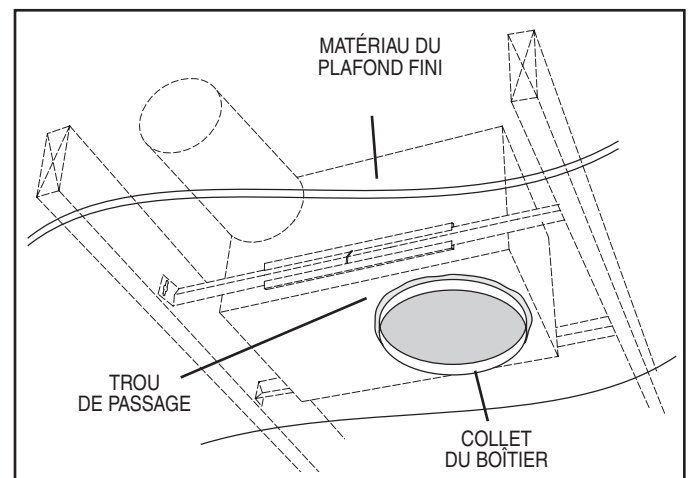 MATÉRIAU DU
PLAFOND FINI
TROU
DE PASSAGE
COLLET
DU BOÎTIER